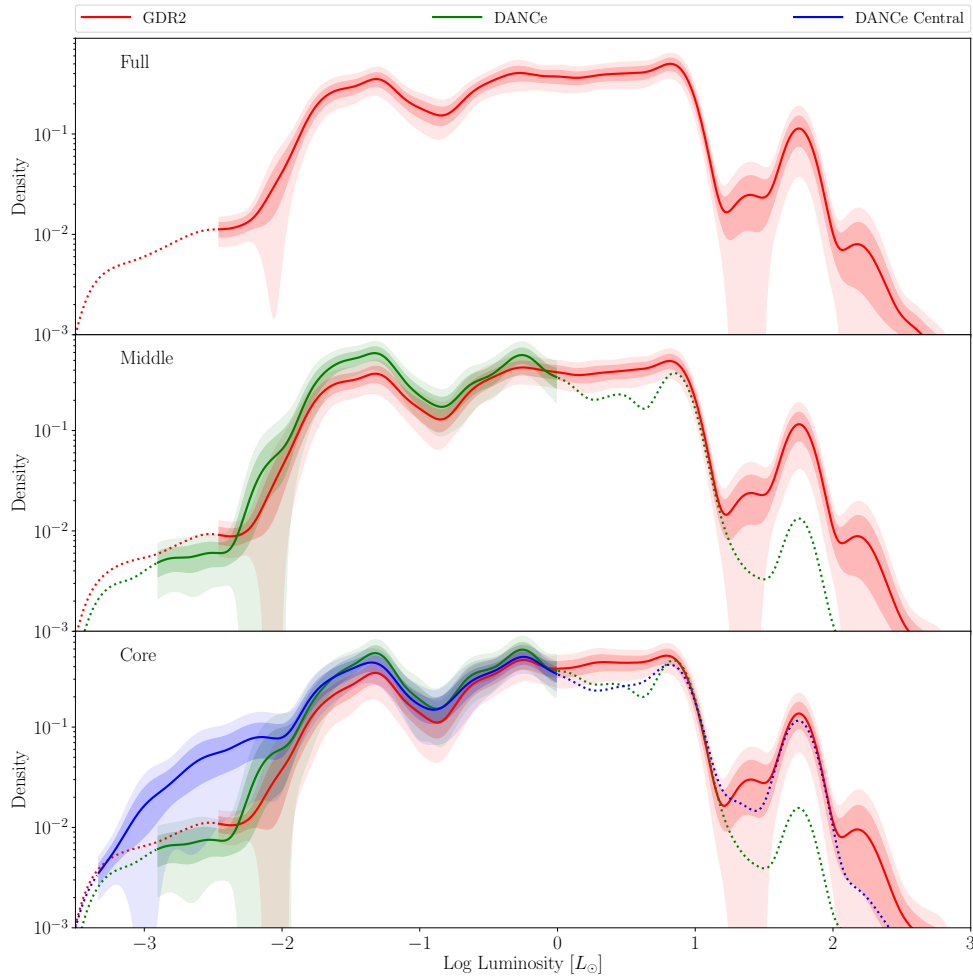 GDR2 DANCe DANCe Central
Full
Density
10⁻¹
10⁻²
10⁻³
Middle
Density
10⁻¹
10⁻²
10⁻³
Core
Density
10⁻¹
10⁻²
10⁻³
−3 −2 −1 0 1 2 3
Log Luminosity [L⊙]